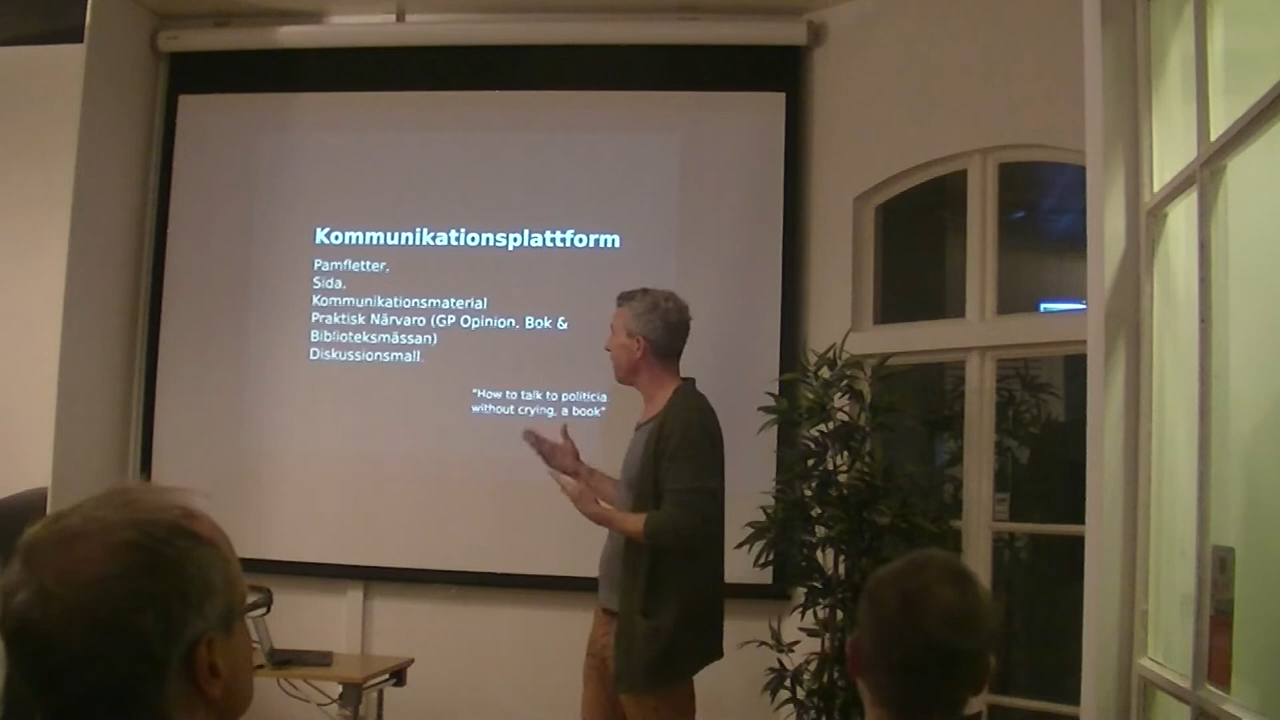 Kommunikationsplattform
Pamfletter.
Sida.
Kommunikationsmaterial
Praktisk Närvaro (GP Opinion, Bok &
Biblioteksmässan)
Diskussionsmall
"How to talk to politicia
without crying, a book"